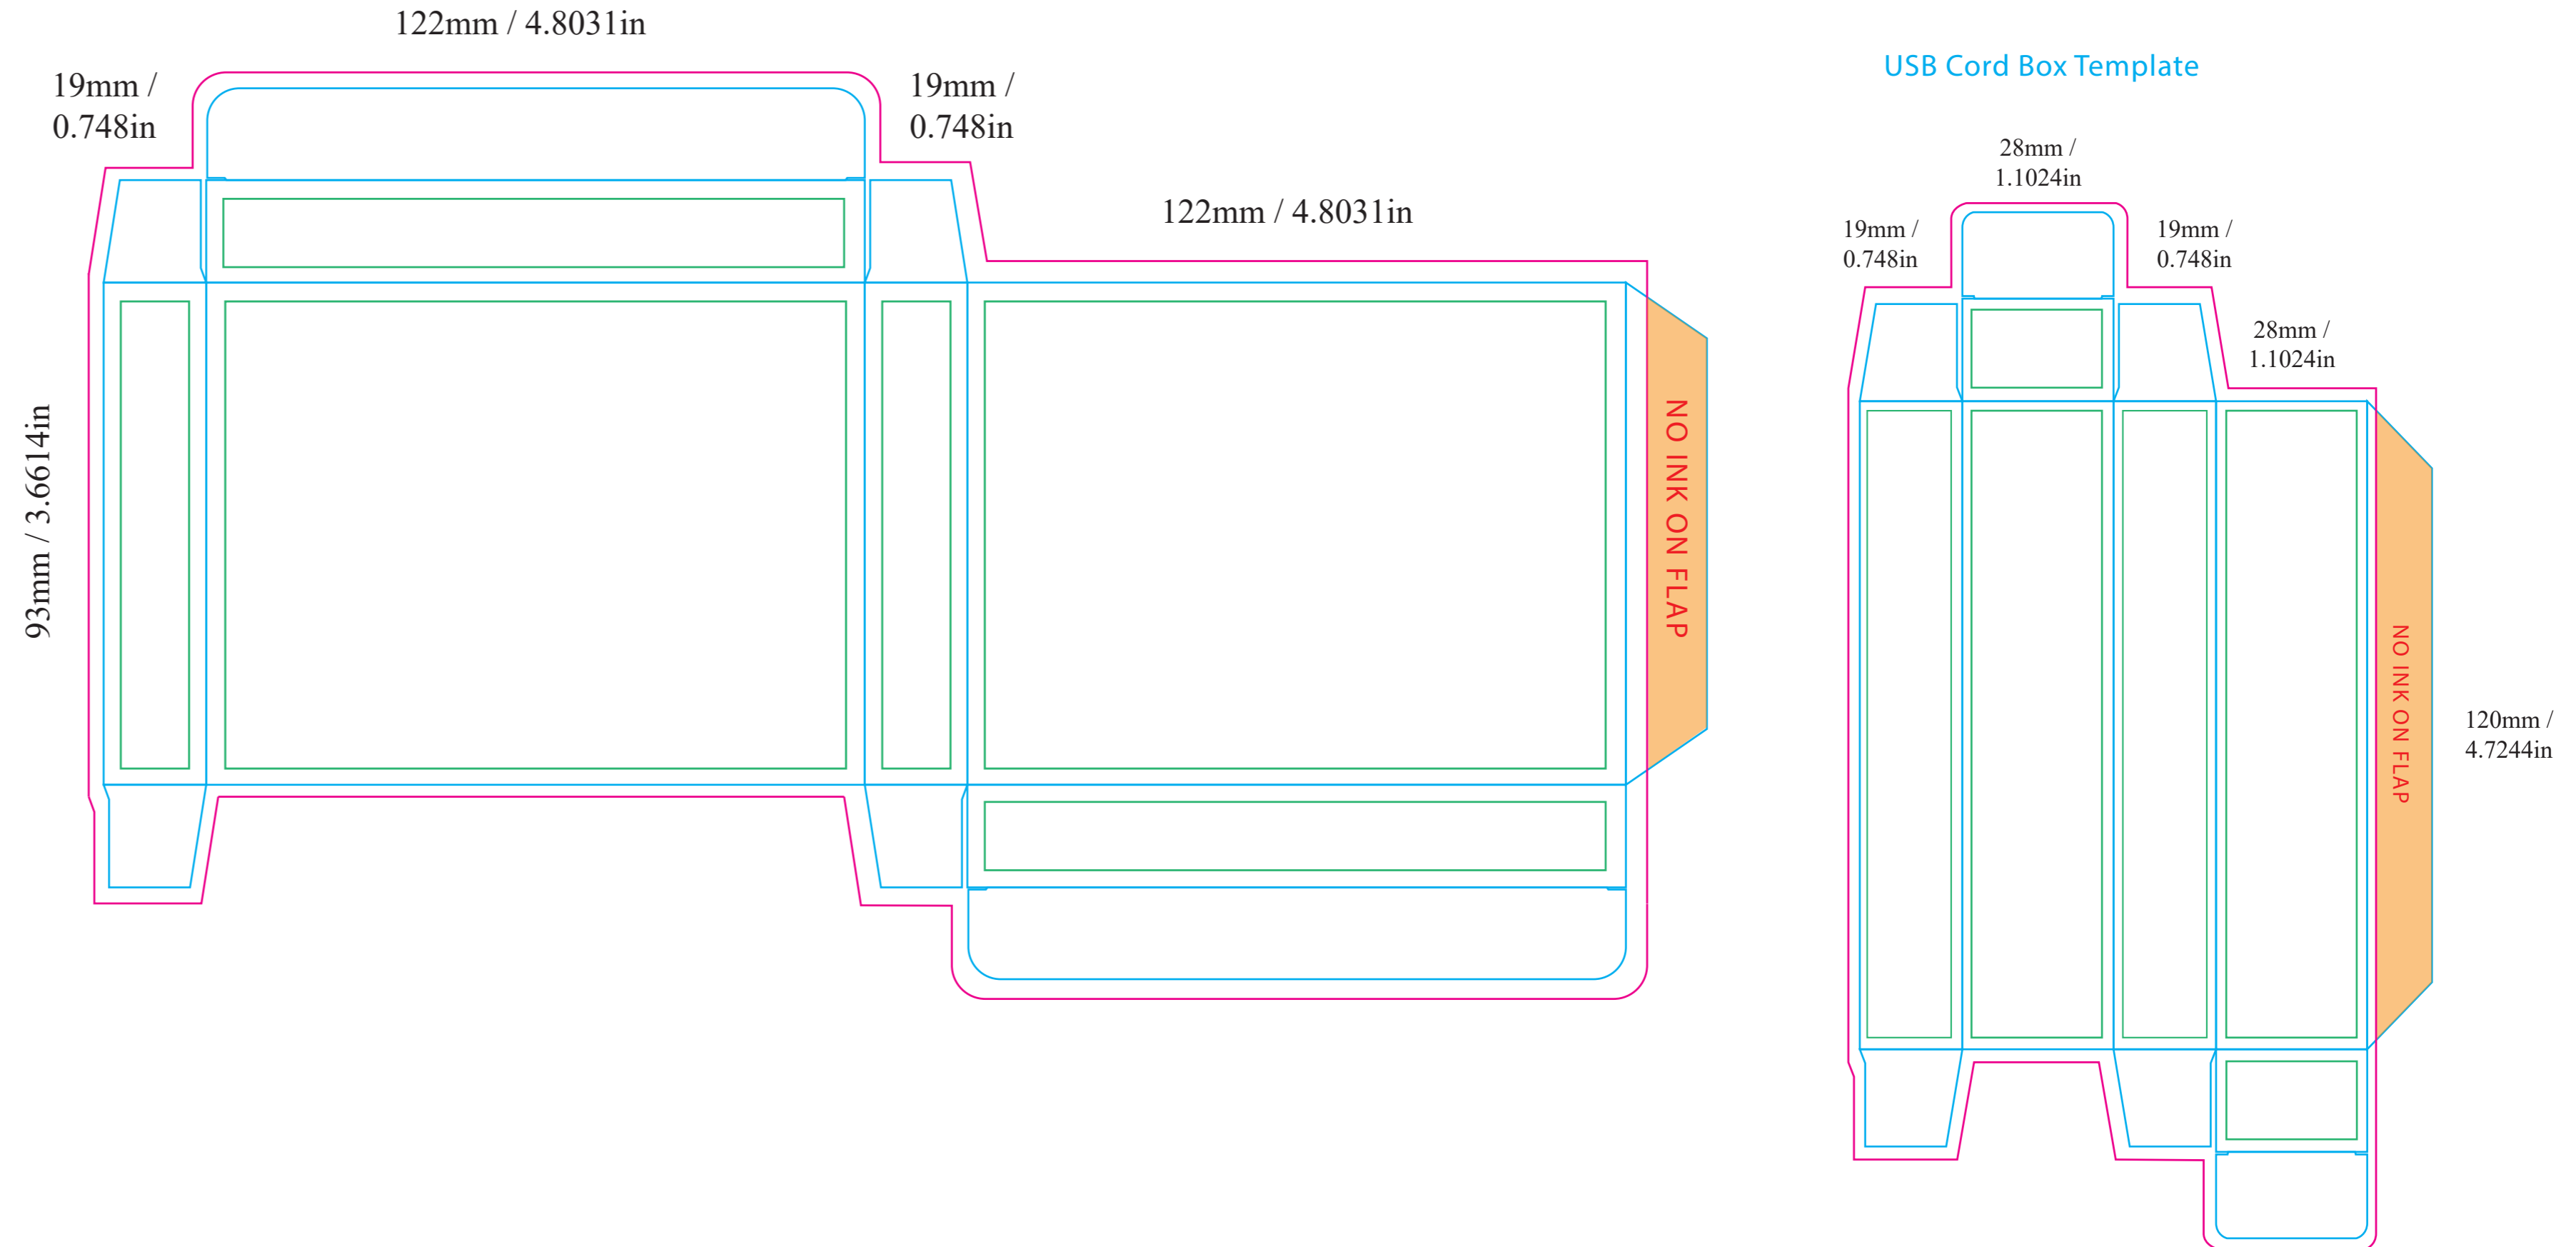 122mm / 4.8031in
19mm /
0.748in
19mm /
0.748in
122mm / 4.8031in
93mm / 3.6614in
NO INK ON FLAP
USB Cord Box Template
28mm /
1.1024in
19mm /
0.748in
19mm /
0.748in
28mm /
1.1024in
NO INK ON FLAP
120mm /
4.7244in